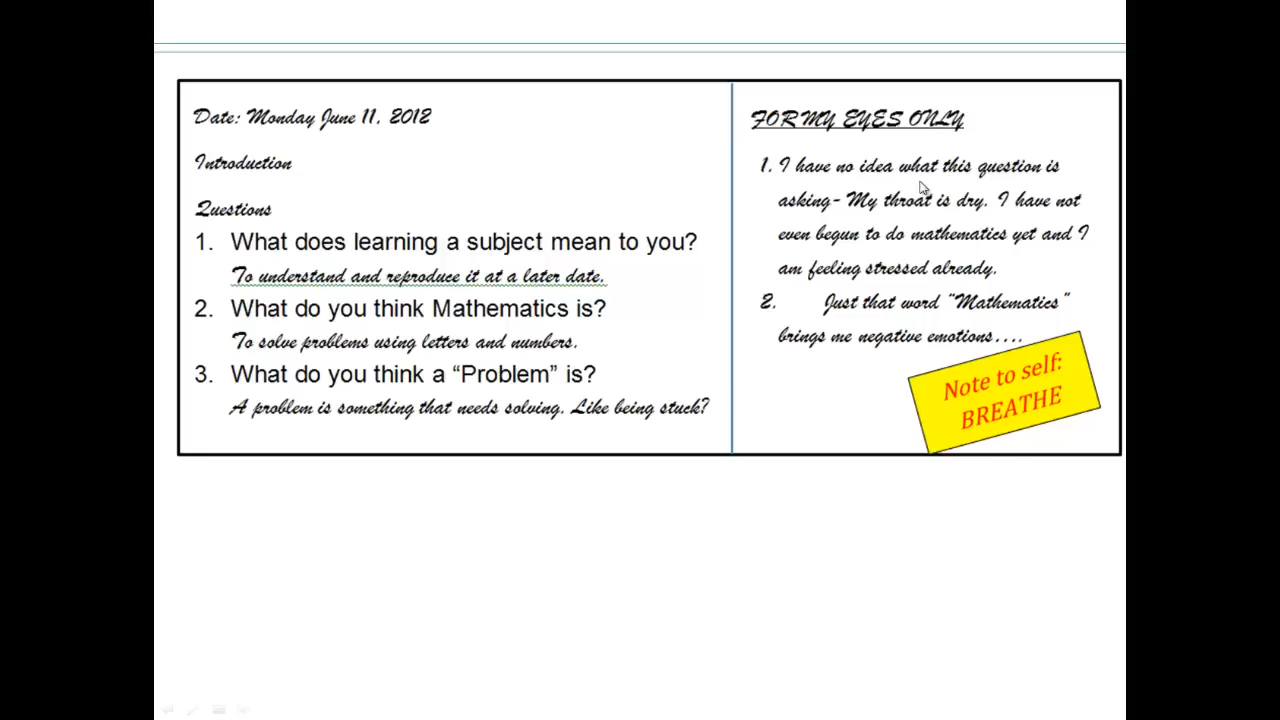 Date: Monday June 11, 2012
Introduction
Questions
1. What does learning a subject mean to you?
To understand and reproduce it at a later date.
2. What do you think Mathematics is?
To solve problems using letters and numbers.
3. What do you think a “Problem” is?
A problem is something that needs solving. Like being stuck?
FOR MY EYES ONLY
1. I have no idea what this question is
asking- My throat is dry. I have not
even begun to do mathematics yet and I
am feeling stressed already.
2. Just that word “Mathematics”
brings me negative emotions....
Note to self:
BREATHE